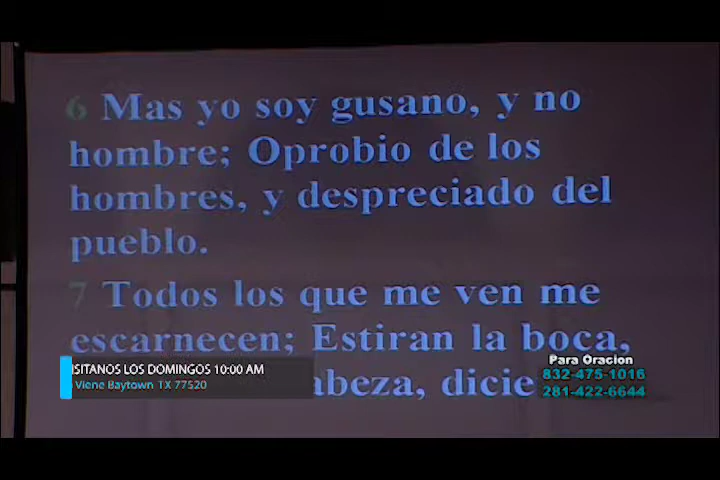 6 Mas yo soy gusano, y no
hombre; Oprobio de los
hombres, y despreciado del
pueblo.
7 Todos los que me ven me
escarnecen; Estiran la boca,
abeza, dicie
ISITANOS LOS DOMINGOS 10:00 AM
Viene Baytown TX 77520
Para Oracion
832-475-1016
281-422-6644